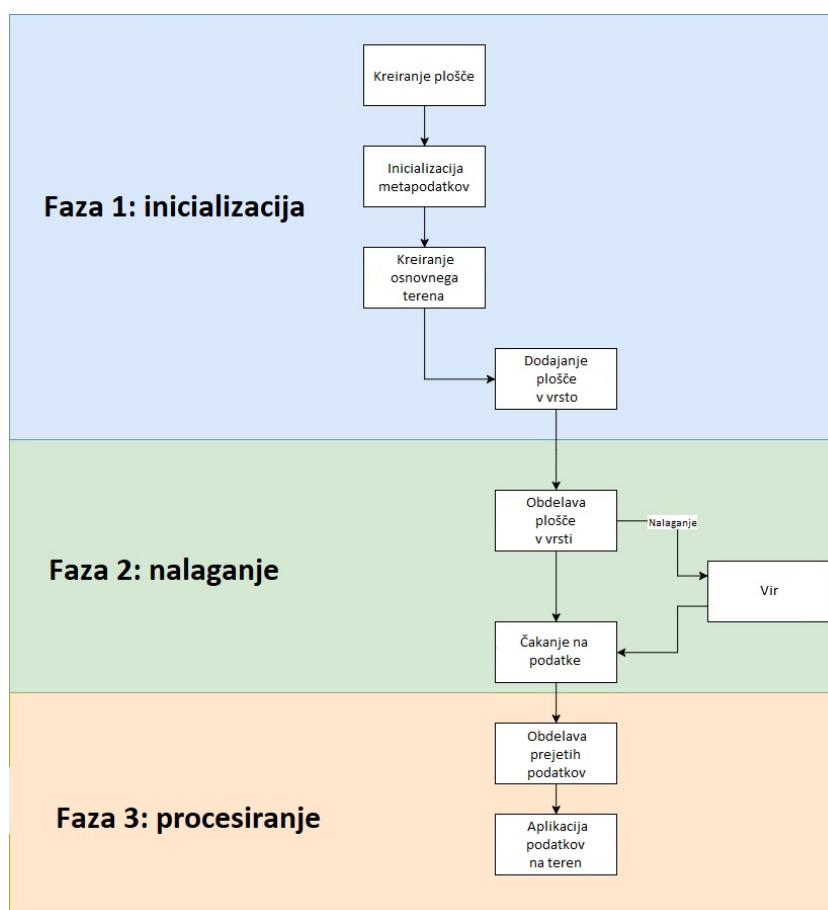 Kreiranje plošče
Inicializacija
metapodatkov
Faza 1: inicializacija
Kreiranje
osnovnega
terena
Dodajanje
plošče
v vrsto
Obdelava
plošče
v vrsti
Nalaganje
Faza 2: nalaganje
Vir
Čakanje na
podatke
Obdelava
prejetih
podatkov
Faza 3: procesiranje
Aplikacija
podatkov
na teren